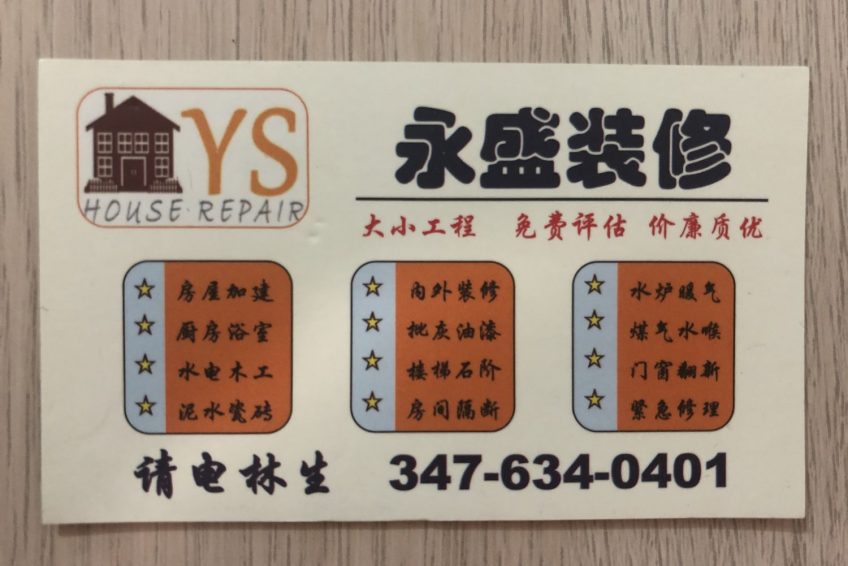 YS
HOUSE·REPAIR
永盛装修
大小工程 免费评估 价廉质优
房屋加建
厨房浴室
水电木工
泥水瓷砖
内外装修
批灰油漆
楼梯石阶
房间隔断
水炉暖气
煤气水喉
门窗翻新
紧急修理
请电林生 347-634-0401